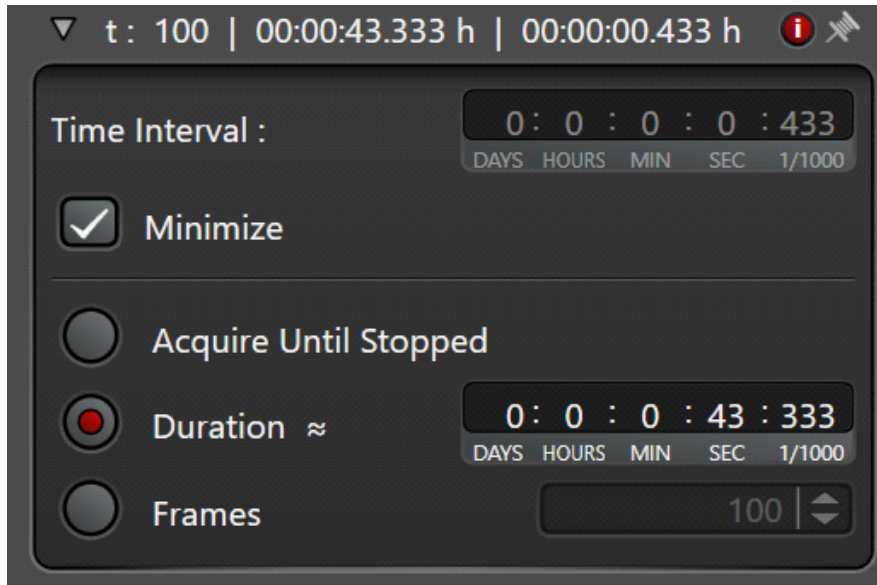 t : 100 | 00:00:43.333 h | 00:00:00.433 h i
Time Interval : 0 : 0 : 0 : 0 : 433
DAYS HOURS MIN SEC 1/1000
Minimize
Acquire Until Stopped
Duration ≈ 0 : 0 : 0 : 43 : 333
DAYS HOURS MIN SEC 1/1000
Frames 100